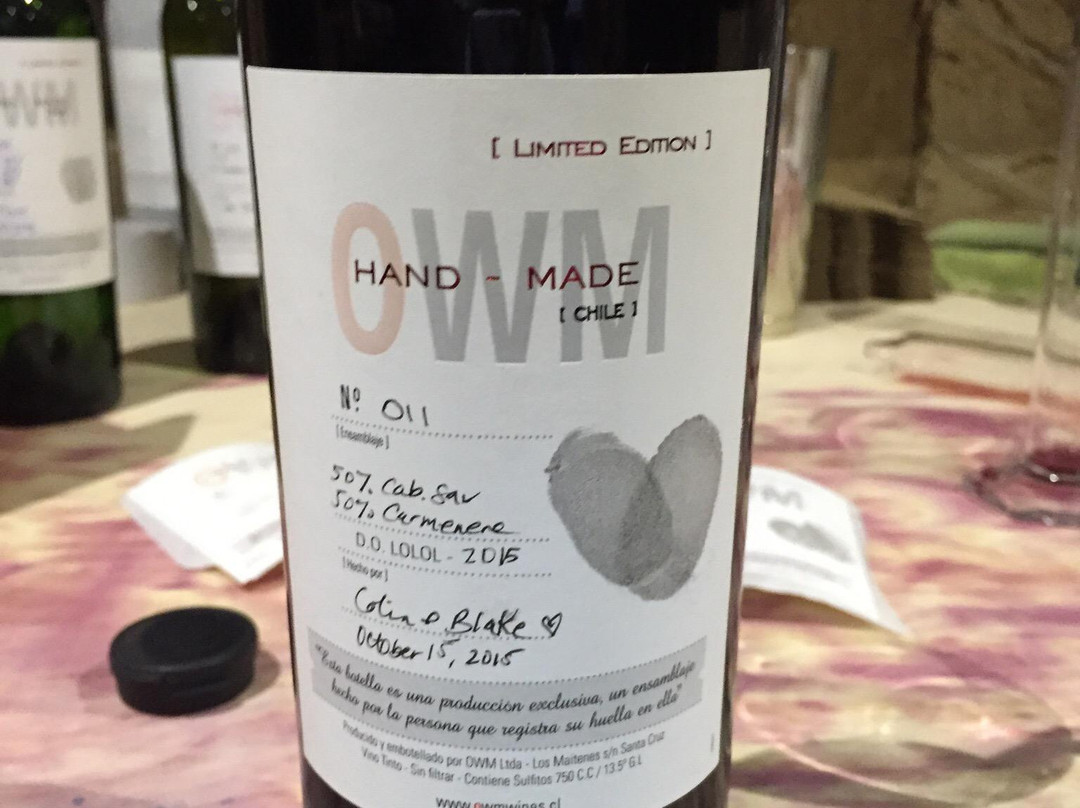 [ LIMITED EDITION ]
OWM
HAND ~ MADE
[ CHILE ]
Nº 011
[Ensamblaje]
50% Cab. Sav
50% Carmenere
D.O. LOLOL - 2015
[Hecho por]
Colin & Blake
October 15, 2015
"Esta botella es una producción exclusiva, un ensamblaje
hecho por la persona que registra su huella en ella"
Producido y embotellado por OWM Ltda - Los Maitenes s/n Santa Cruz
Vino Tinto - Sin filtrar - Contiene Sulfitos 750 C.C / 13.5° G.L
www.owmwines.cl